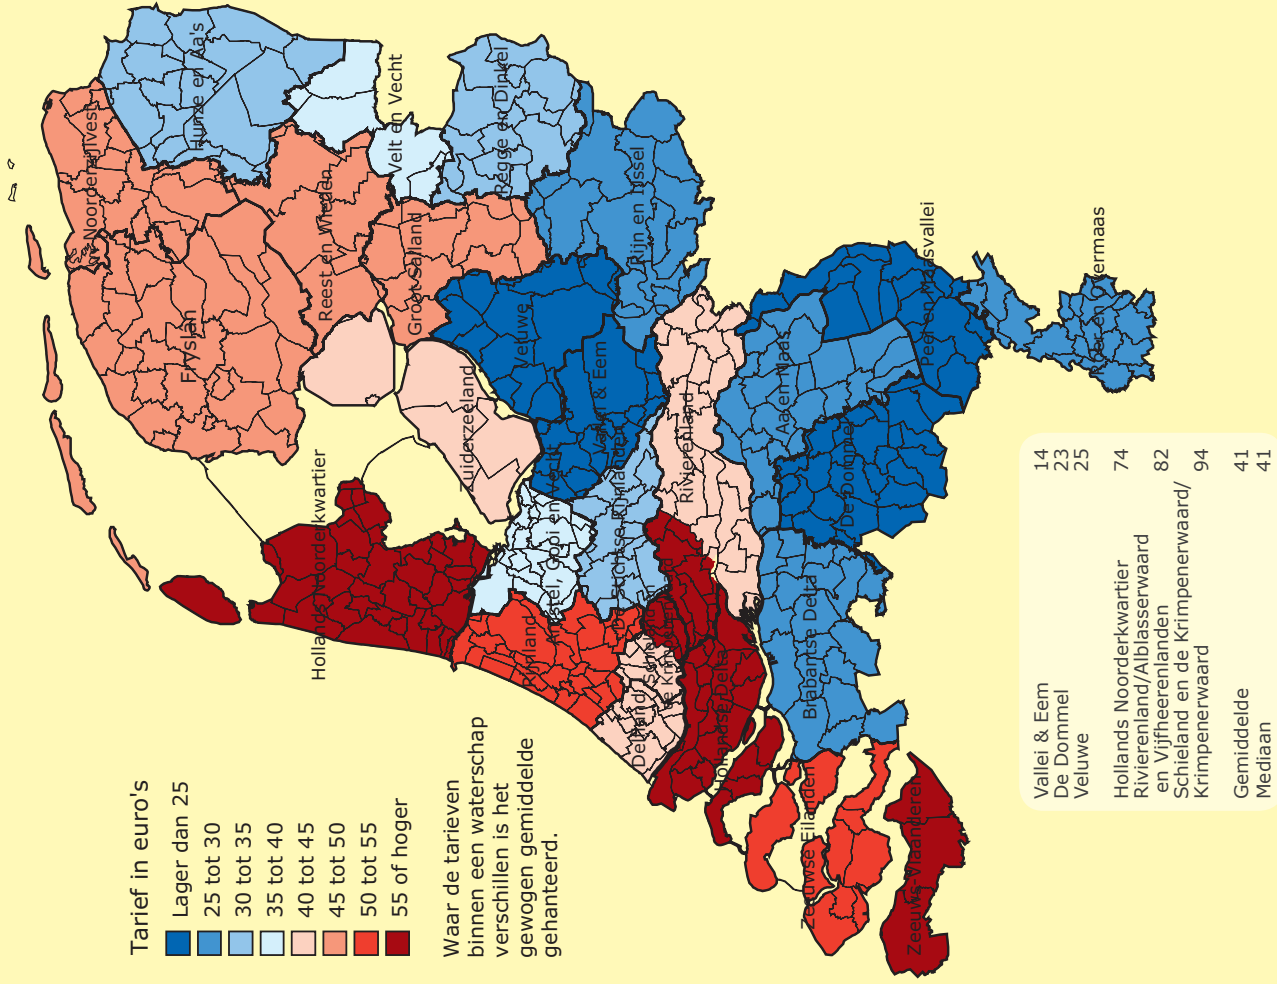 Tarief in euro's
Lager dan 25
25 tot 30
30 tot 35
35 tot 40
40 tot 45
45 tot 50
50 tot 55
55 of hoger
Waar de tarieven
binnen een waterschap
verschillen is het
gewogen gemiddelde
gehanteerd.
Noorderzijlvest
Hunze en Aa's
Fryslân
Reest en Wieden
Velt en Vecht
Groot Salland
Regge en Dinkel
Hollands Noorderkwartier
Zuiderzeeland
Veluwe
Rijn en IJssel
Vallei & Eem
Amstel, Gooi en Vecht
De Stichtse Rijnlanden
Rijnland
Delfland
Schieland en
de Krimpenerwaard
Rivierenland
Hollandse Delta
Aa en Maas
De Dommel
Peel en Maasvallei
Roer en Overmaas
Brabantse Delta
Zeeuwse Eilanden
Zeeuws-Vlaanderen
Vallei & Eem 14
De Dommel 23
Veluwe 25
Hollands Noorderkwartier 74
Rivierenland/Alblasserwaard
en Vijfheerenlanden 82
Schieland en de Krimpenerwaard/
Krimpenerwaard 94
Gemiddelde 41
Mediaan 41